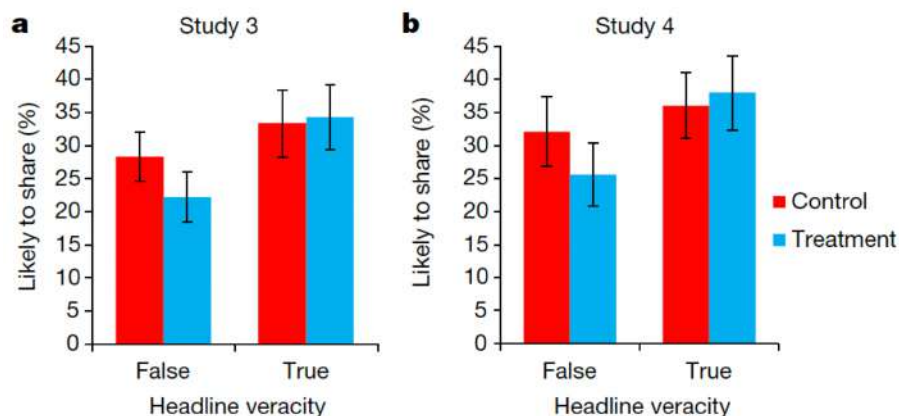 a Study 3
45
40
35
30
25
20
15
10
5
0
Likely to share (%)
False True
Headline veracity
b Study 4
45
40
35
30
25
20
15
10
5
0
Likely to share (%)
False True
Headline veracity
Control
Treatment